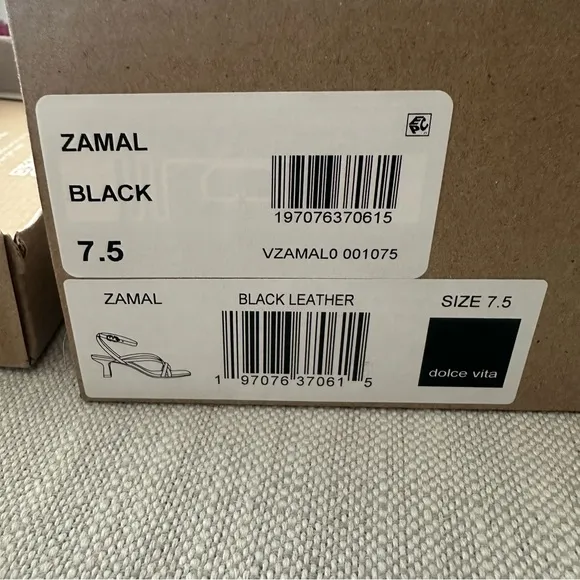 ZAMAL
BLACK
197076370615
7.5
VZAMAL0 001075
ZAMAL
BLACK LEATHER
SIZE 7.5
1 97076 37061 5
dolce vita